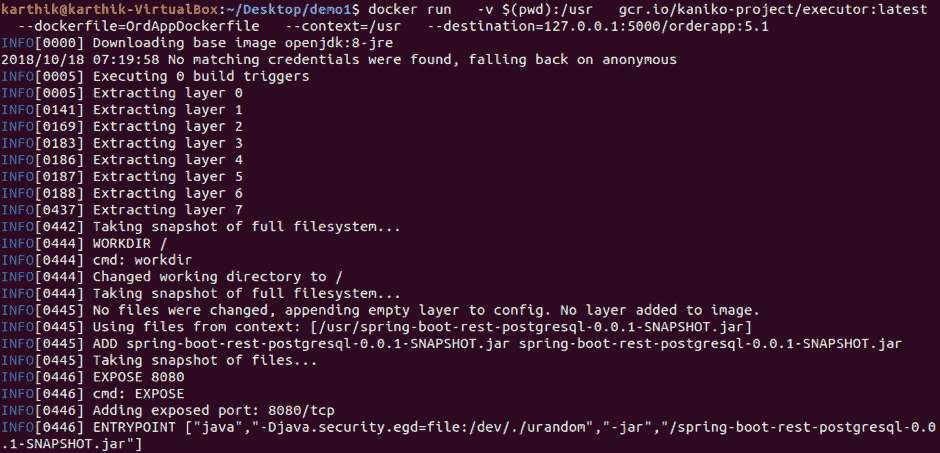 karthik@karthik-VirtualBox:~/Desktop/demo1$ docker run   -v $(pwd):/usr   gcr.io/kaniko-project/executor:latest
  --dockerfile=OrdAppDockerfile   --context=/usr   --destination=127.0.0.1:5000/orderapp:5.1
INFO[0000] Downloading base image openjdk:8-jre
2018/10/18 07:19:58 No matching credentials were found, falling back on anonymous
INFO[0005] Executing 0 build triggers
INFO[0005] Extracting layer 0
INFO[0141] Extracting layer 1
INFO[0169] Extracting layer 2
INFO[0183] Extracting layer 3
INFO[0186] Extracting layer 4
INFO[0187] Extracting layer 5
INFO[0188] Extracting layer 6
INFO[0437] Extracting layer 7
INFO[0442] Taking snapshot of full filesystem...
INFO[0444] WORKDIR /
INFO[0444] cmd: workdir
INFO[0444] Changed working directory to /
INFO[0444] Taking snapshot of full filesystem...
INFO[0445] No files were changed, appending empty layer to config. No layer added to image.
INFO[0445] Using files from context: [/usr/spring-boot-rest-postgresql-0.0.1-SNAPSHOT.jar]
INFO[0445] ADD spring-boot-rest-postgresql-0.0.1-SNAPSHOT.jar spring-boot-rest-postgresql-0.0.1-SNAPSHOT.jar
INFO[0445] Taking snapshot of files...
INFO[0446] EXPOSE 8080
INFO[0446] cmd: EXPOSE
INFO[0446] Adding exposed port: 8080/tcp
INFO[0446] ENTRYPOINT ["java","-Djava.security.egd=file:/dev/./urandom","-jar","/spring-boot-rest-postgresql-0.0
.1-SNAPSHOT.jar"]